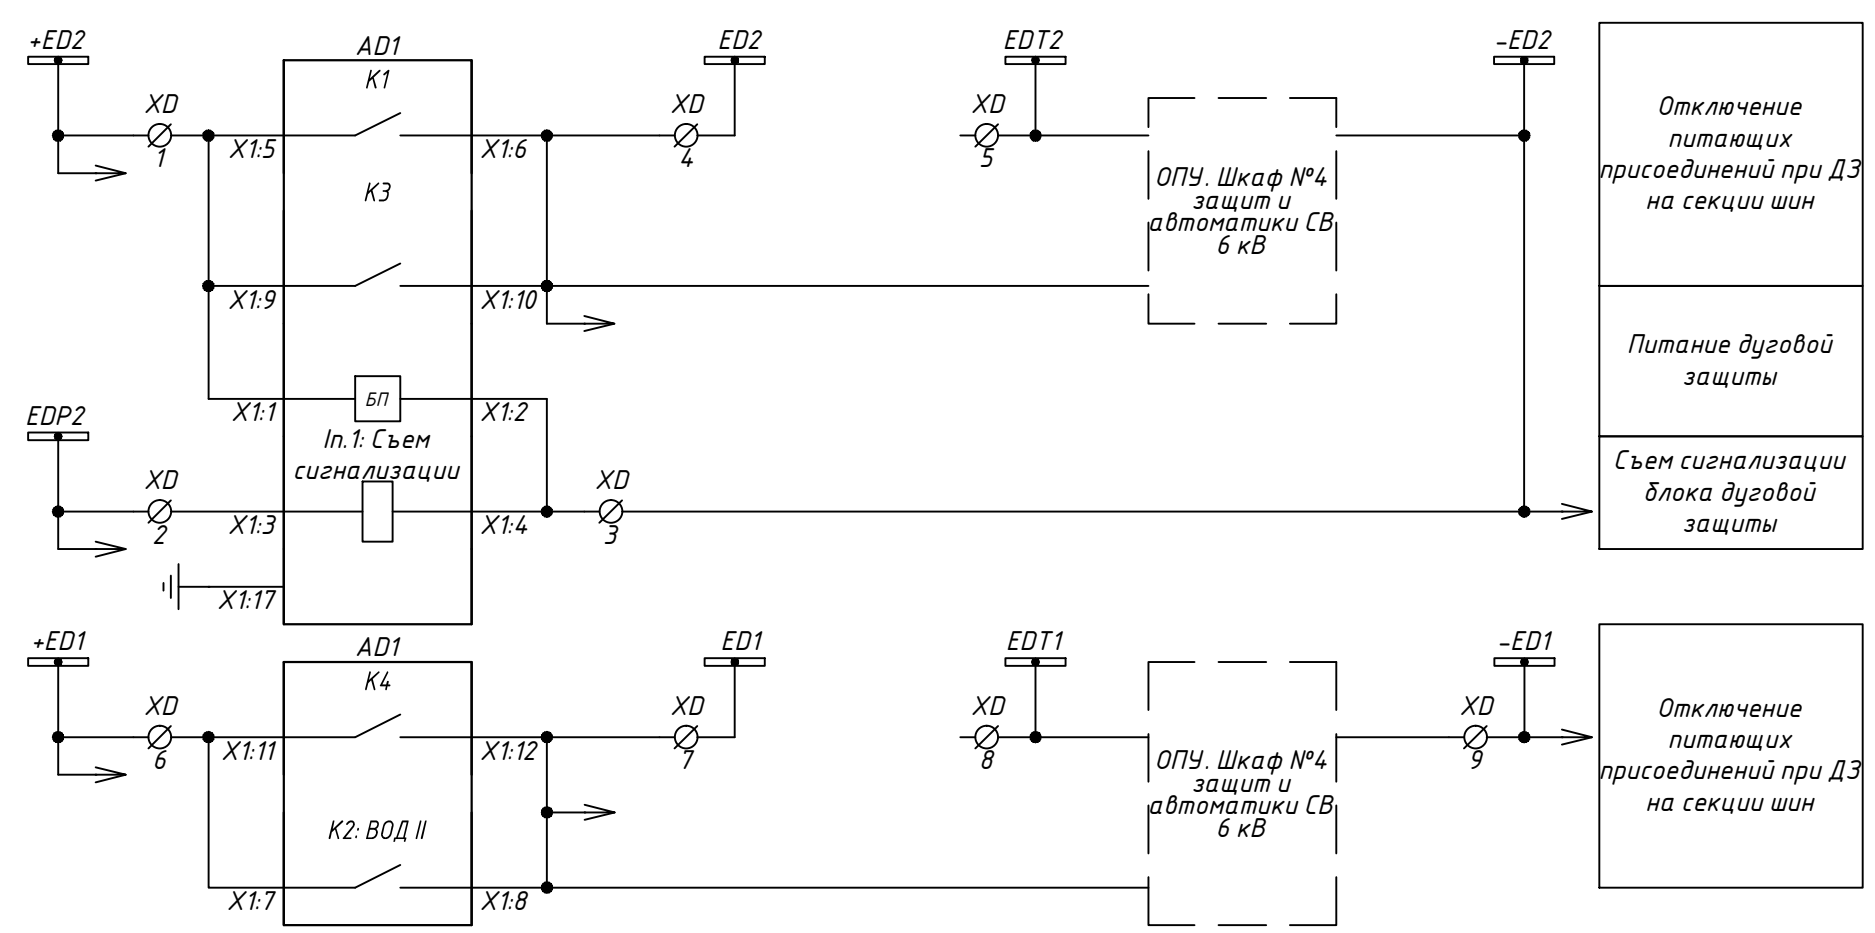 +ED2
AD1
ED2
EDT2
-ED2
K1
XD
XD
XD
1
X1:5
X1:6
4
5
K3
X1:9
X1:10
ОПУ. Шкаф №4
защит и
автоматики СВ
6 кВ
Отключение
питающих
присоединений при ДЗ
на секции шин
БП
X1:1
X1:2
Питание дуговой
защиты
EDP2
In.1: Съем
сигнализации
XD
XD
2
X1:3
X1:4
3
Съем сигнализации
блока дуговой
защиты
X1:17
+ED1
AD1
ED1
EDT1
-ED1
K4
XD
XD
XD
XD
6
X1:11
X1:12
7
8
9
ОПУ. Шкаф №4
защит и
автоматики СВ
6 кВ
Отключение
питающих
присоединений при ДЗ
на секции шин
K2: ВОД II
X1:7
X1:8